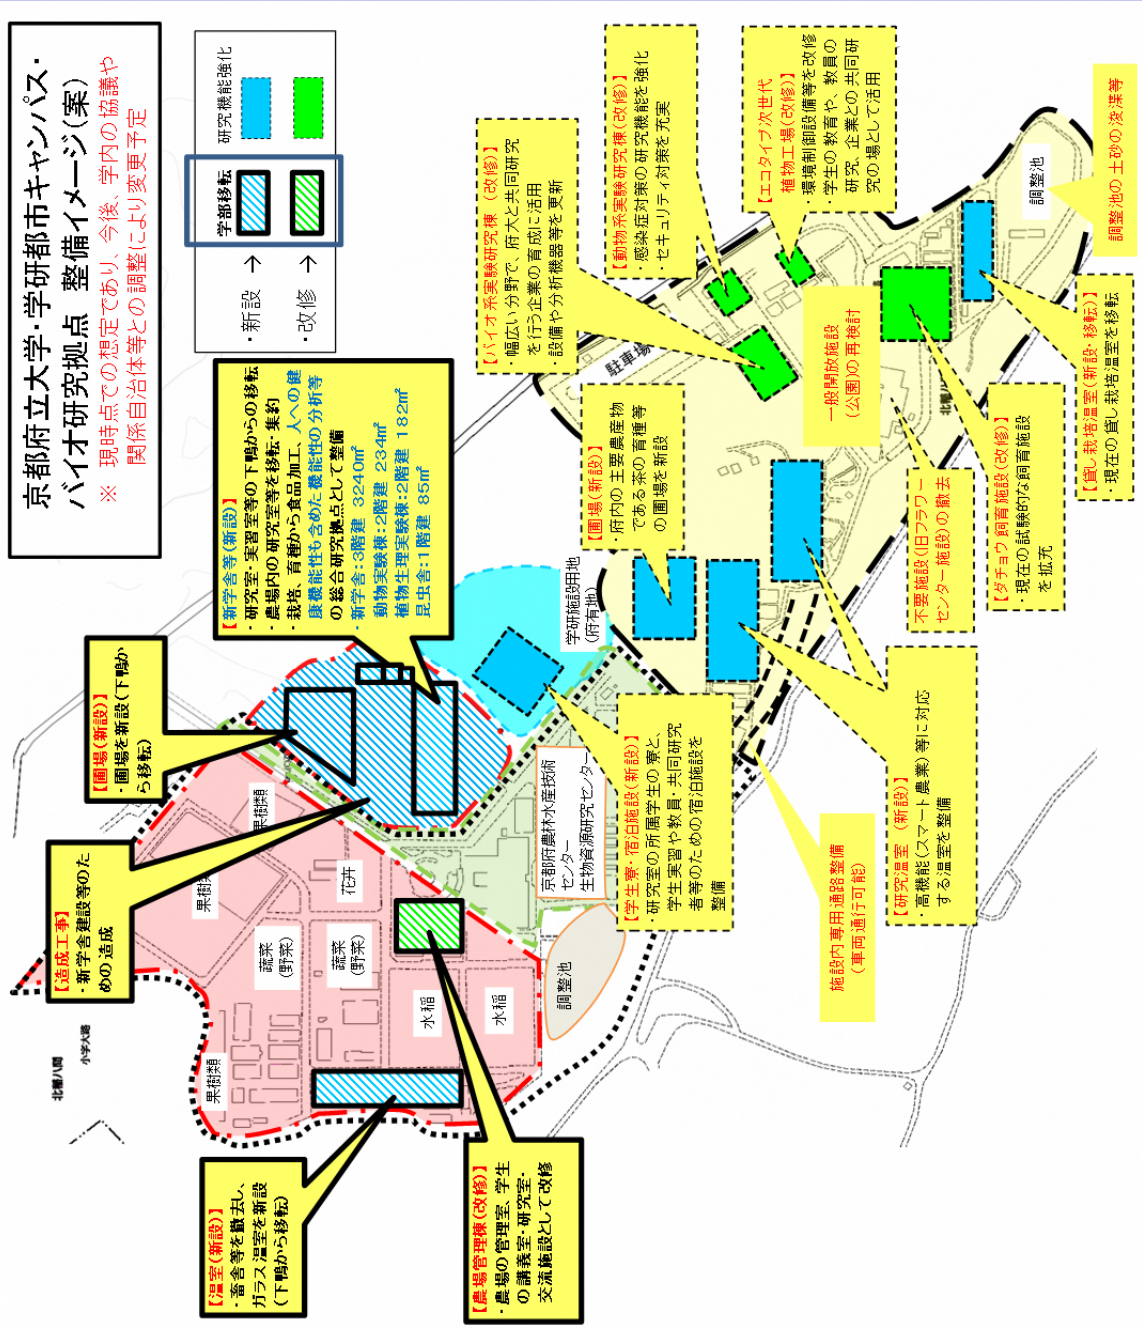 京都府立大学・学研都市キャンパス・
バイオ研究拠点 整備イメージ(案)
※ 現時点での想定であり、今後、学内の協議や
関係自治体等との調整により変更予定
学部移転
研究機能強化
・新設 →
・改修 →
【新学舎等(新設)】
・研究室・実習室等の下鴨からの移転
・農場内の研究室等を移転・集約
・栽培、育種から食品加工、人への健
康機能性も含めた機能性の分析等
の総合研究拠点として整備
・新学舎:3階建 3240㎡
動物実験棟:2階建 234㎡
植物生理実験棟:2階建 182㎡
昆虫舎:1階建 85㎡
【圃場(新設)】
・圃場を新設(下鴨か
ら移転)
【造成工事】
・新学舎建設等のた
めの造成
【温室(新設)】
・畜舎等を撤去し、
ガラス温室を新設
(下鴨から移転)
【農場管理棟(改修)】
・農場の管理室、学生
の講義室・研究室・
交流施設として改修
【バイオ系実験研究棟(改修)】
・幅広い分野で、府大と共同研究
を行う企業の育成に活用
・設備や分析機器等を更新
【動物系実験研究棟(改修)】
・感染症対策の研究機能を強化
・セキュリティ対策を充実
【エコタイプ次世代
植物工場(改修)】
・環境制御設備等を改修
・学生の教育や、教員の
研究、企業との共同研
究の場として活用
【圃場(新設)】
・府内の主要農産物
である茶の育種等
の圃場を新設
一般開放施設
(公園)の再検討
調整池の土砂の浚渫等
【貸し栽培温室(新設・移転)】
・現在の貸し栽培温室を移転
【ダチョウ飼育施設(改修)】
・現在の試験的な飼育施設
を拡充
不要施設(旧フラワー
センター施設)の撤去
【研究温室(新設)】
・高機能(スマート農業)等に対応
する温室を整備
施設内専用通路整備
(車両通行可能)
【学生寮・宿泊施設(新設)】
・研究室の所属学生の寮と、
学生実習や教員・共同研究
者等のための宿泊施設を
整備
学研施設用地
(府有地)
京都府農林水産技術
センター
生物資源研究センター
駐車場
調整池
調整池
果樹類
果樹類
果樹類
花卉
蔬菜
(野菜)
蔬菜
(野菜)
水稲
水稲
北稲八間
小字大路